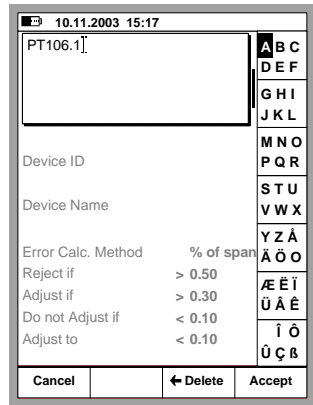 10.11.2003 15:17
PT106.1
Device ID
Device Name
Error Calc. Method % of span
Reject if > 0.50
Adjust if > 0.30
Do not Adjust if < 0.10
Adjust to < 0.10
A B C
D E F
G H I
J K L
M N O
P Q R
S T U
V W X
Y Z Å
Ä Ö O
Æ Ë Ï
Ü Â Ê
Î Ô
Û Ç ß
Cancel
← Delete
Accept